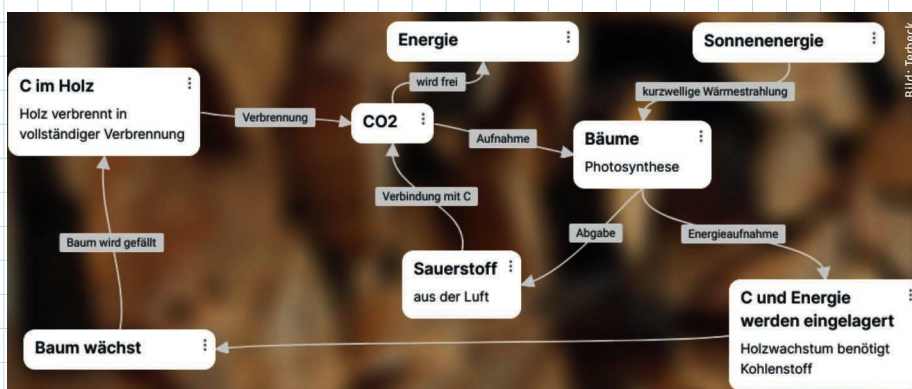 Energie
Sonnenenergie
Bild: Terbeck
C im Holz
Holz verbrennt in
vollständiger Verbrennung
wird frei
kurzwellige Wärmestrahlung
Verbrennung
CO2
Aufnahme
Bäume
Photosynthese
Verbindung mit C
Baum wird gefällt
Abgabe
Energieaufnahme
Sauerstoff
aus der Luft
C und Energie
werden eingelagert
Holzwachstum benötigt
Kohlenstoff
Baum wächst